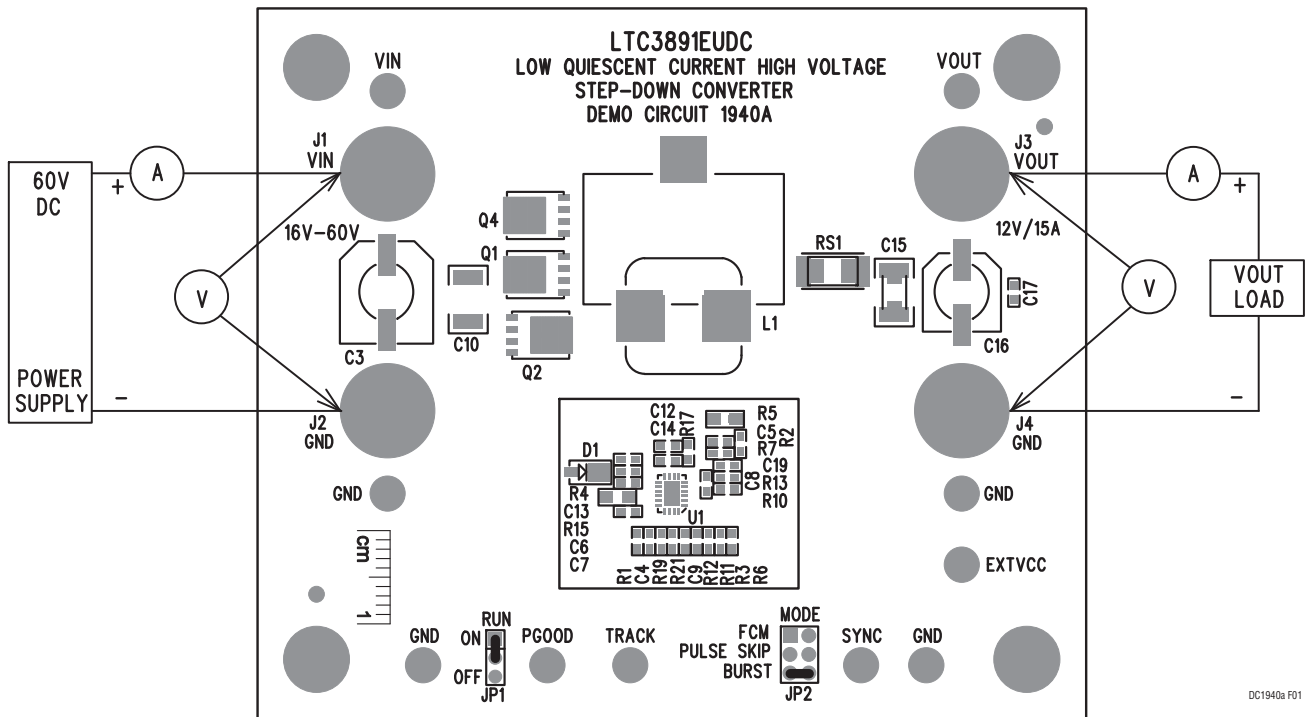 LTC3891EUDC
LOW QUIESCENT CURRENT HIGH VOLTAGE
STEP-DOWN CONVERTER
DEMO CIRCUIT 1940A
VIN
VOUT
J1
VIN
J3
VOUT
60V
DC
+
A
A
+
16V-60V
12V/15A
Q4
Q1
RS1
C15
C17
V
V
VOUT
LOAD
L1
C3
C10
Q2
C16
POWER
SUPPLY
-
-
J2
GND
J4
GND
C12
C14
R17
R5
C5
R7
R2
D1
C19
C8
R13
R10
R4
C13
R15
C6
C7
U1
R1
C4
R19
R21
C9
R12
R11
R3
R6
GND
GND
EXTVCC
cm
1
GND
RUN
ON
OFF
JP1
PGOOD
TRACK
MODE
FCM
PULSE SKIP
BURST
JP2
SYNC
GND
DC1940a F01